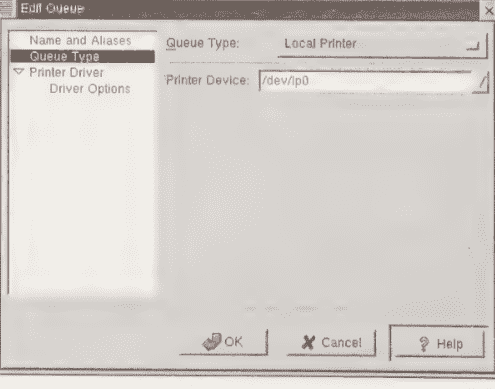 Edit Queue
Name and Aliases
Queue Type
Printer Driver
Driver Options
Queue Type: Local Printer
Printer Device: /dev/lp0
OK Cancel Help